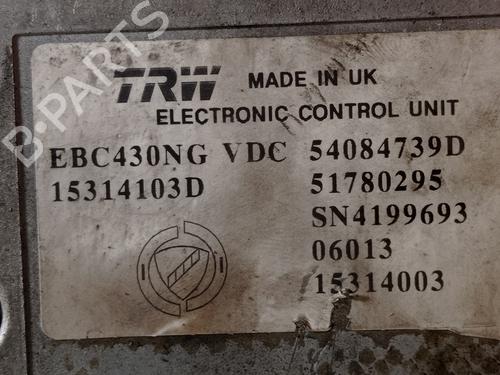 B-PARTS
TRW MADE IN UK
ELECTRONIC CONTROL UNIT
EBC430NG VDC 54084739D
15314103D 51780295
SN4199693
06013
15314003